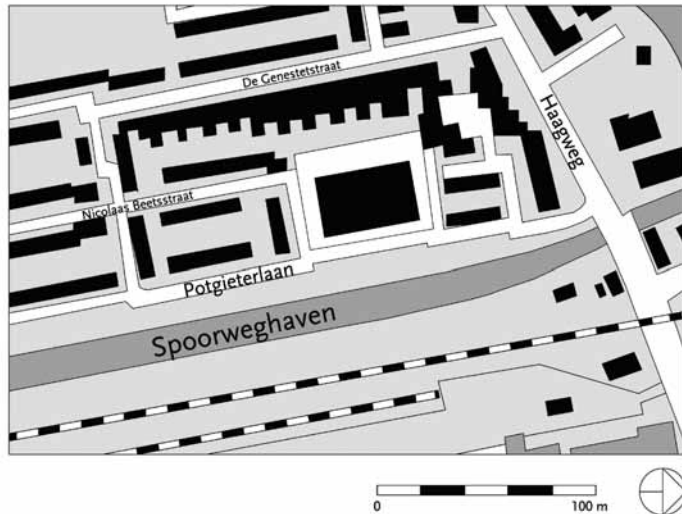 De Genestetstraat
Haagweg
Nicolaas Beetsstraat
Potgieterlaan
Spoorweghaven
0 100 m